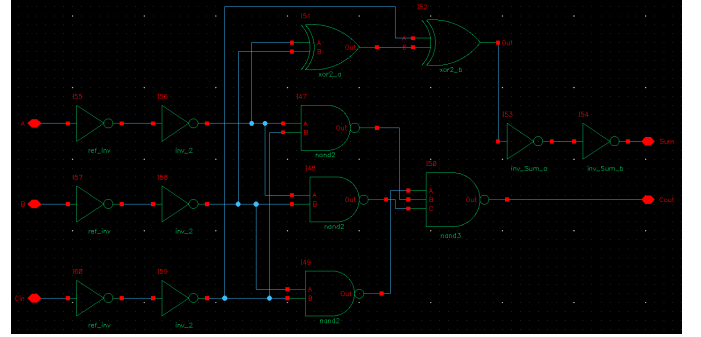 I51
I52
A
B
Out
xor2_a
A
B
Out
xor2_b
I55
I56
I47
I53
I54
A
ref_inv
inv_2
A
B
Out
nand2
inv_Sum_a
inv_Sum_b
Sum
I57
I58
I48
I50
B
ref_inv
inv_2
A
B
Out
nand2
A
B
C
Out
nand3
Cout
I60
I59
I49
Cin
ref_inv
inv_2
A
B
Out
nand2